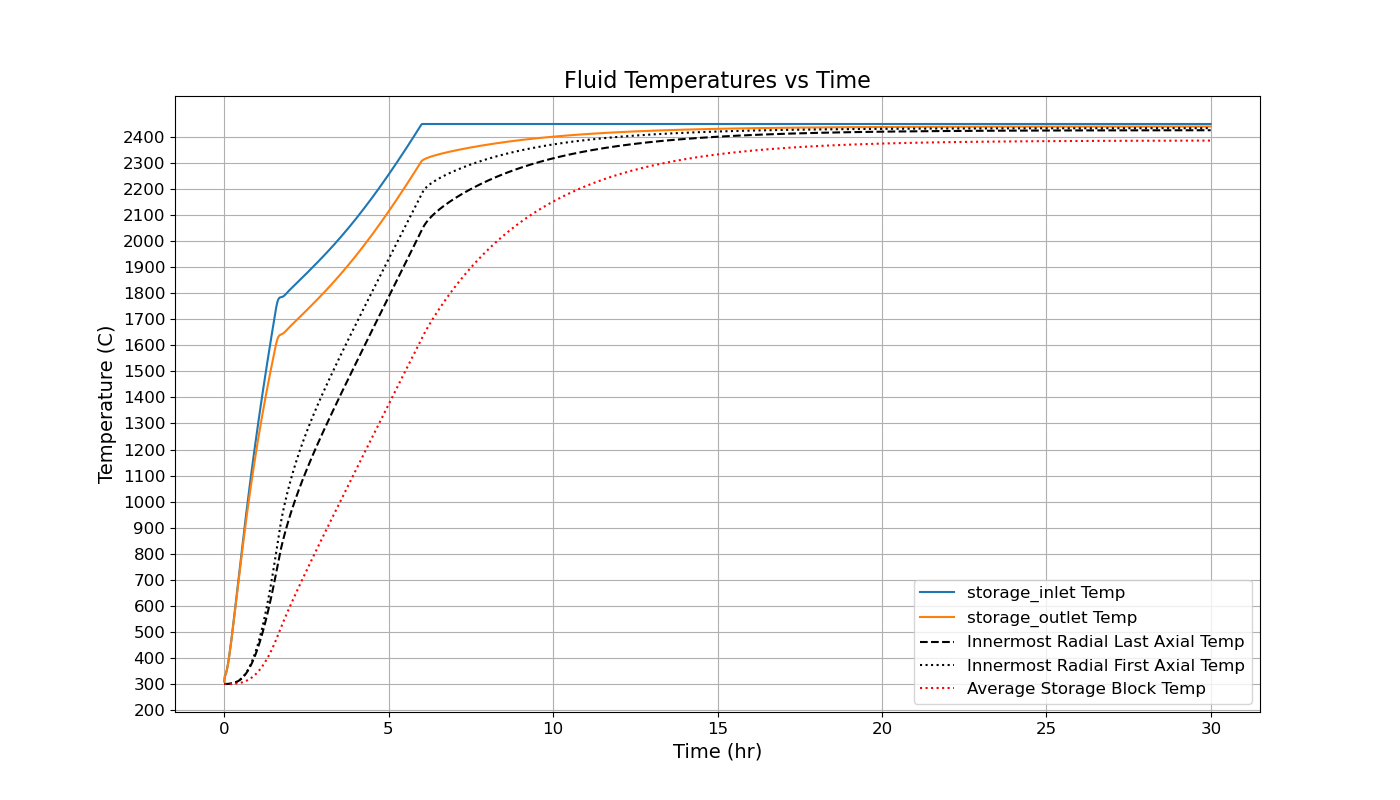 Fluid Temperatures vs Time
Temperature (C)
2400
2300
2200
2100
2000
1900
1800
1700
1600
1500
1400
1300
1200
1100
1000
900
800
700
600
500
400
300
200
storage_inlet Temp
storage_outlet Temp
Innermost Radial Last Axial Temp
Innermost Radial First Axial Temp
Average Storage Block Temp
0 5 10 15 20 25 30
Time (hr)